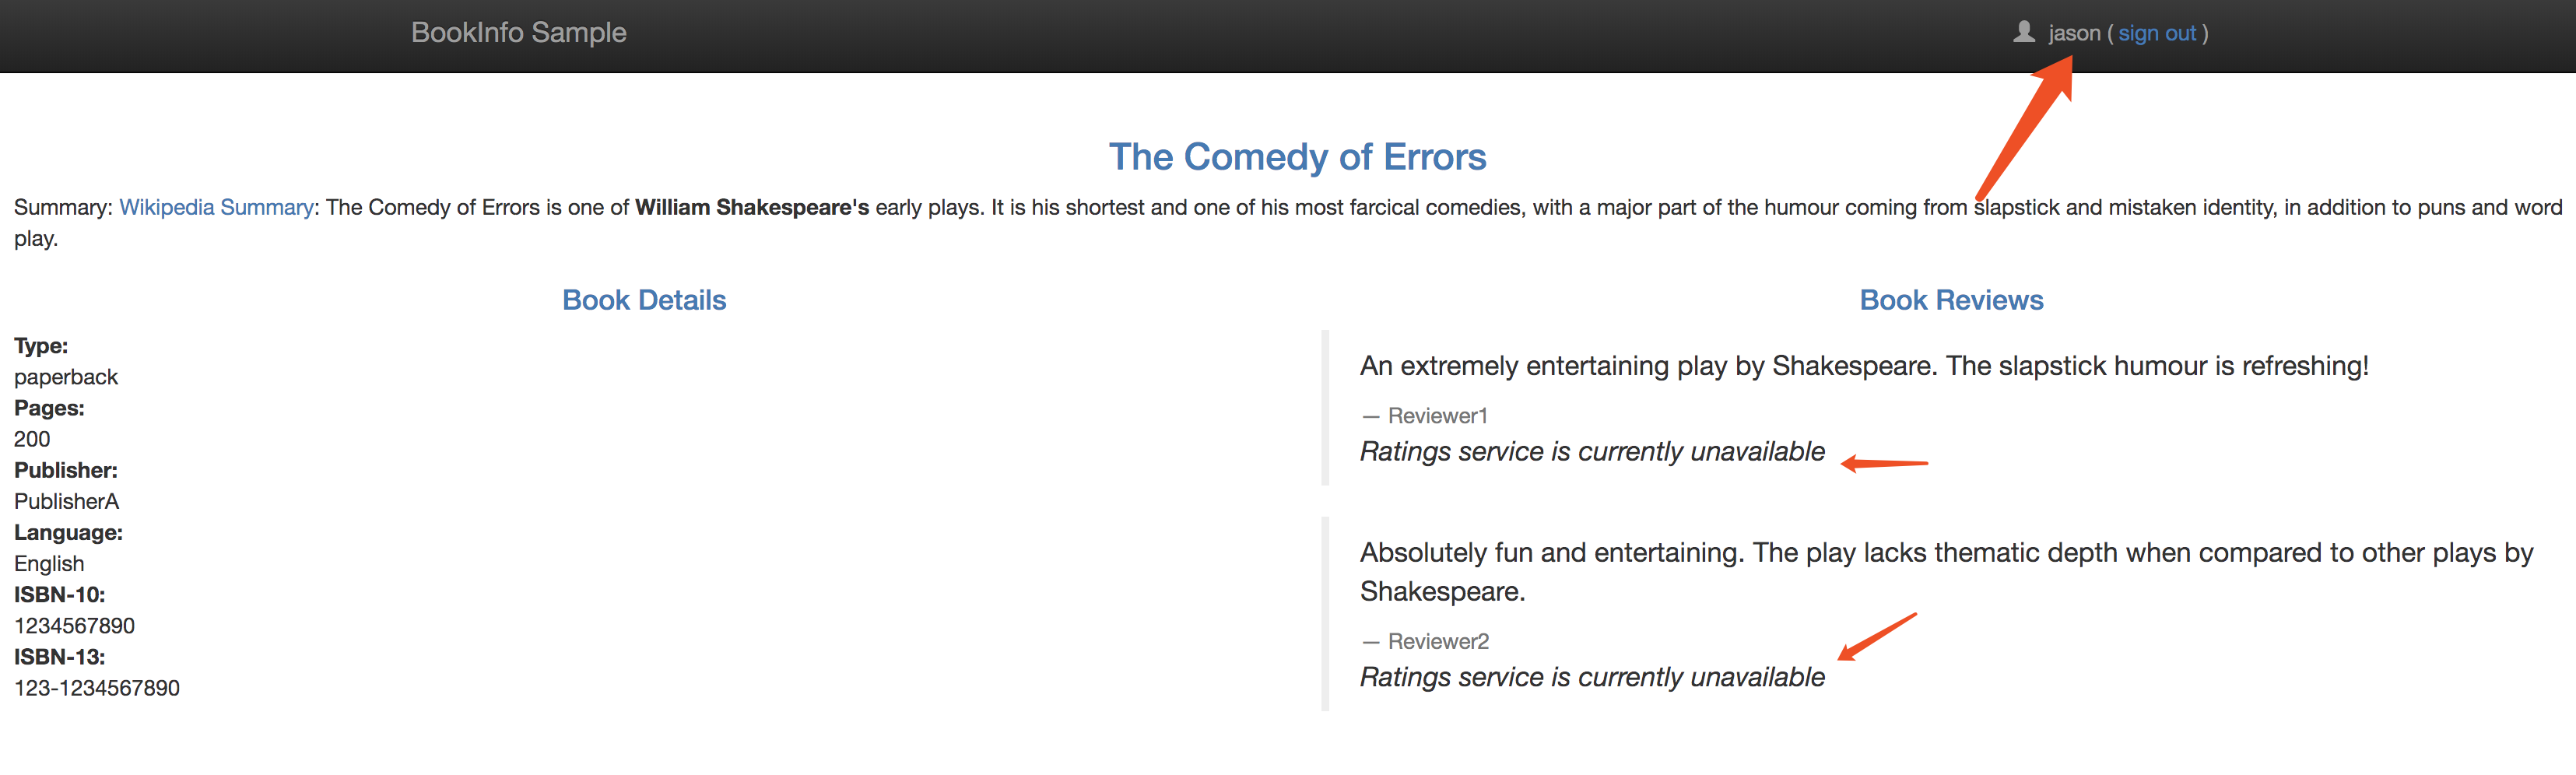 BookInfo Sample
jason ( sign out )
The Comedy of Errors
Summary: Wikipedia Summary: The Comedy of Errors is one of William Shakespeare's early plays. It is his shortest and one of his most farcical comedies, with a major part of the humour coming from slapstick and mistaken identity, in addition to puns and word
play.
Book Details
Type:
paperback
Pages:
200
Publisher:
PublisherA
Language:
English
ISBN-10:
1234567890
ISBN-13:
123-1234567890
Book Reviews
An extremely entertaining play by Shakespeare. The slapstick humour is refreshing!
— Reviewer1
Ratings service is currently unavailable
Absolutely fun and entertaining. The play lacks thematic depth when compared to other plays by
Shakespeare.
— Reviewer2
Ratings service is currently unavailable